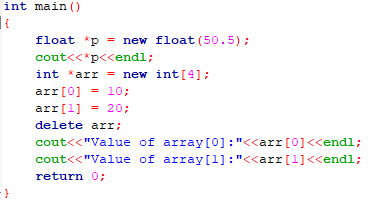 int main()
{
float *p = new float(50.5);
cout<<*p<<endl;
int *arr = new int[4];
arr[0] = 10;
arr[1] = 20;
delete arr;
cout<<"Value of array[0]:"<<arr[0]<<endl;
cout<<"Value of array[1]:"<<arr[1]<<endl;
return 0;
}